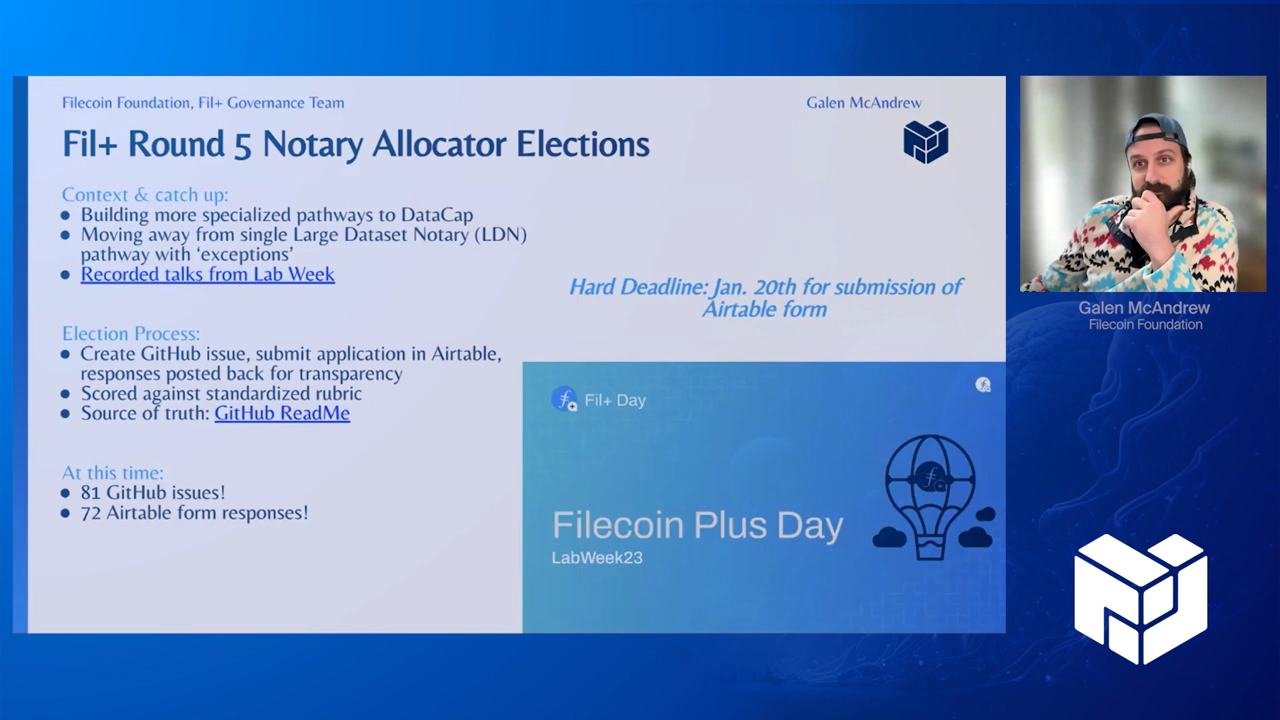 Filecoin Foundation, Fil+ Governance Team
Galen McAndrew
Fil+ Round 5 Notary Allocator Elections
Context & catch up:
● Building more specialized pathways to DataCap
● Moving away from single Large Dataset Notary (LDN)
pathway with ‘exceptions’
● Recorded talks from Lab Week
Election Process:
● Create GitHub issue, submit application in Airtable,
responses posted back for transparency
● Scored against standardized rubric
● Source of truth: GitHub ReadMe
At this time:
● 81 GitHub issues!
● 72 Airtable form responses!
Hard Deadline: Jan. 20th for submission of
Airtable form
Fil+ Day
Filecoin Plus Day
LabWeek23
Galen McAndrew
Filecoin Foundation